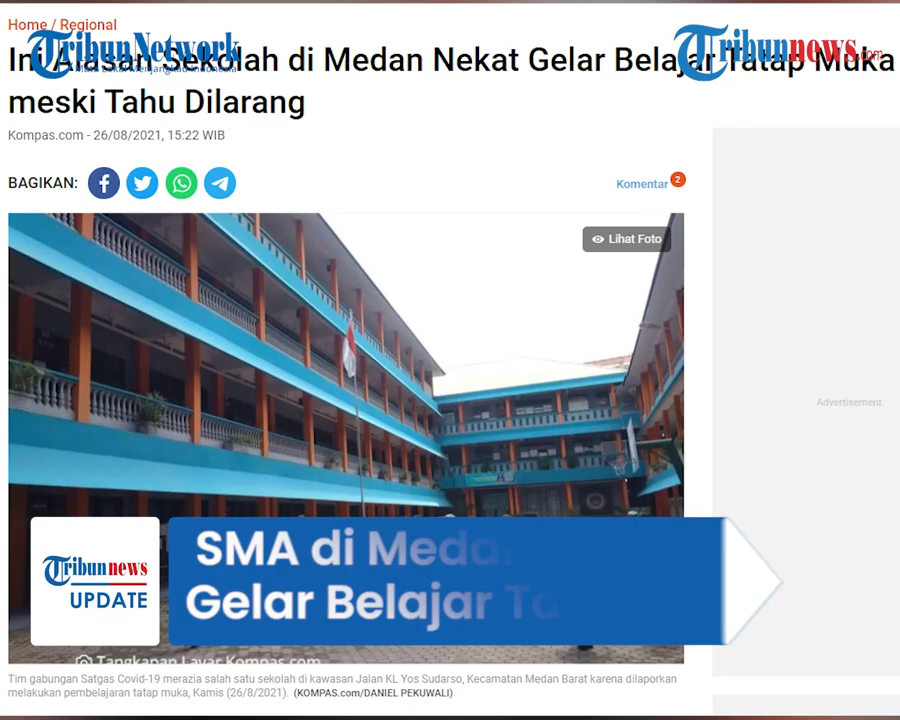 Home / Regional
TribunNetwork
Tribunnews.com
Ini Alasan Sekolah di Medan Nekat Gelar Belajar Tatap Muka
Mata Lokal Menjangkau Indonesia
meski Tahu Dilarang
Kompas.com - 26/08/2021, 15:22 WIB
BAGIKAN:
Komentar 2
Lihat Foto
Advertisement
SMA di Meda
Tribunnews
UPDATE
Gelar Belajar Ta
Tangkapan Layar Kompas.com
Tim gabungan Satgas Covid-19 merazia salah satu sekolah di kawasan Jalan KL Yos Sudarso, Kecamatan Medan Barat karena dilaporkan
melakukan pembelajaran tatap muka, Kamis (26/8/2021). (KOMPAS.com/DANIEL PEKUWALI)